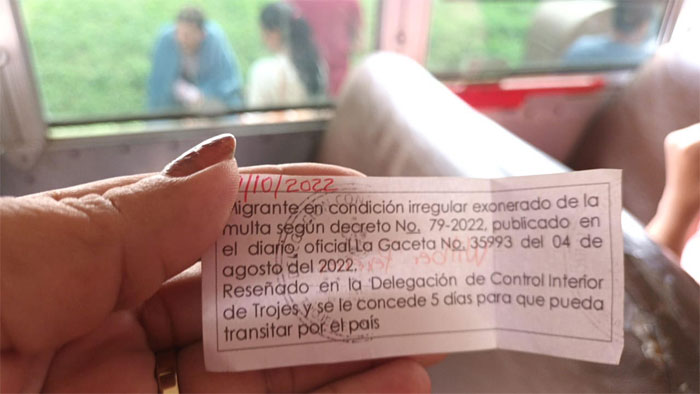 /10/2022
Migrante en condición irregular exonerado de la
multa según decreto No. 79-2022, publicado en
el diario oficial La Gaceta No. 35993 del 04 de
agosto del 2022.
Reseñado en la Delegación de Control Interior
de Trojes y se le concede 5 días para que pueda
transitar por el país